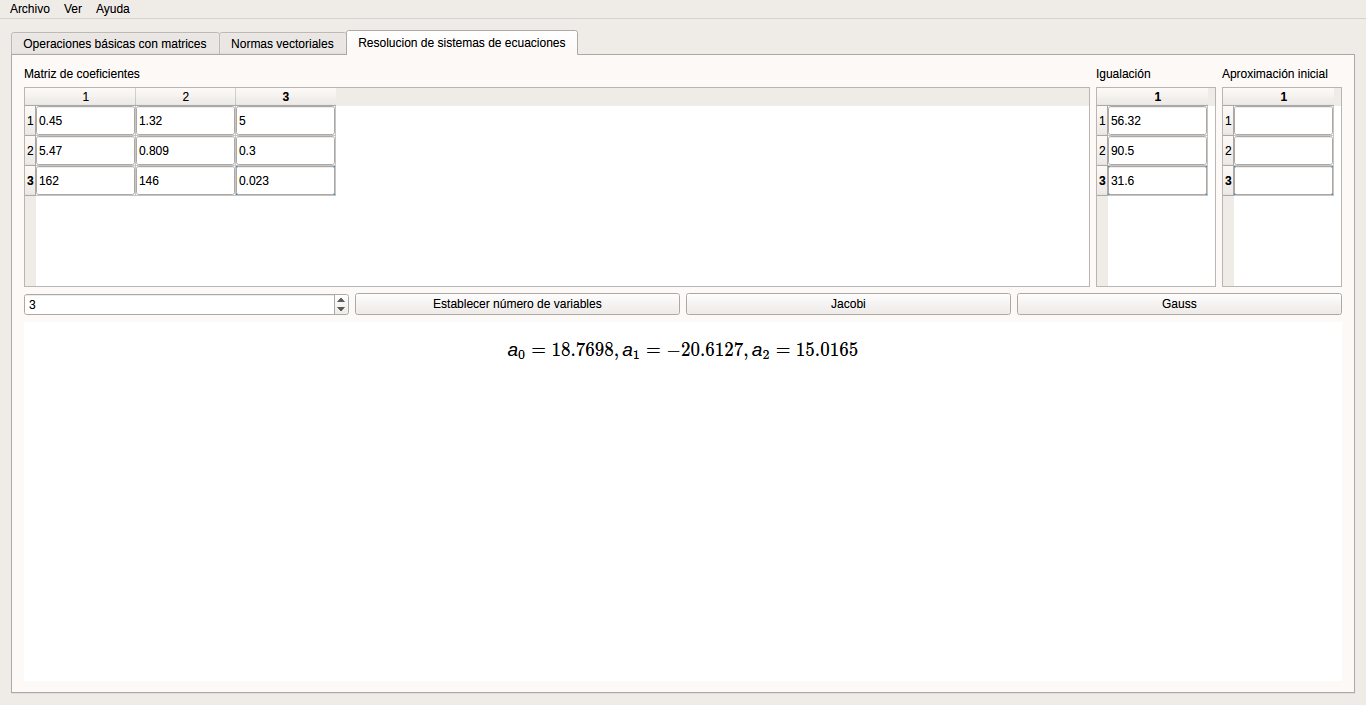 Archivo Ver Ayuda
Operaciones básicas con matrices Normas vectoriales Resolucion de sistemas de ecuaciones
Matriz de coeficientes Igualación Aproximación inicial
1 2 3 1 1
1 0.45 1.32 5 1 56.32 1
2 5.47 0.809 0.3 2 90.5 2
3 162 146 0.023 3 31.6 3
3 Establecer número de variables Jacobi Gauss
a₀ = 18.7698, a₁ = −20.6127, a₂ = 15.0165